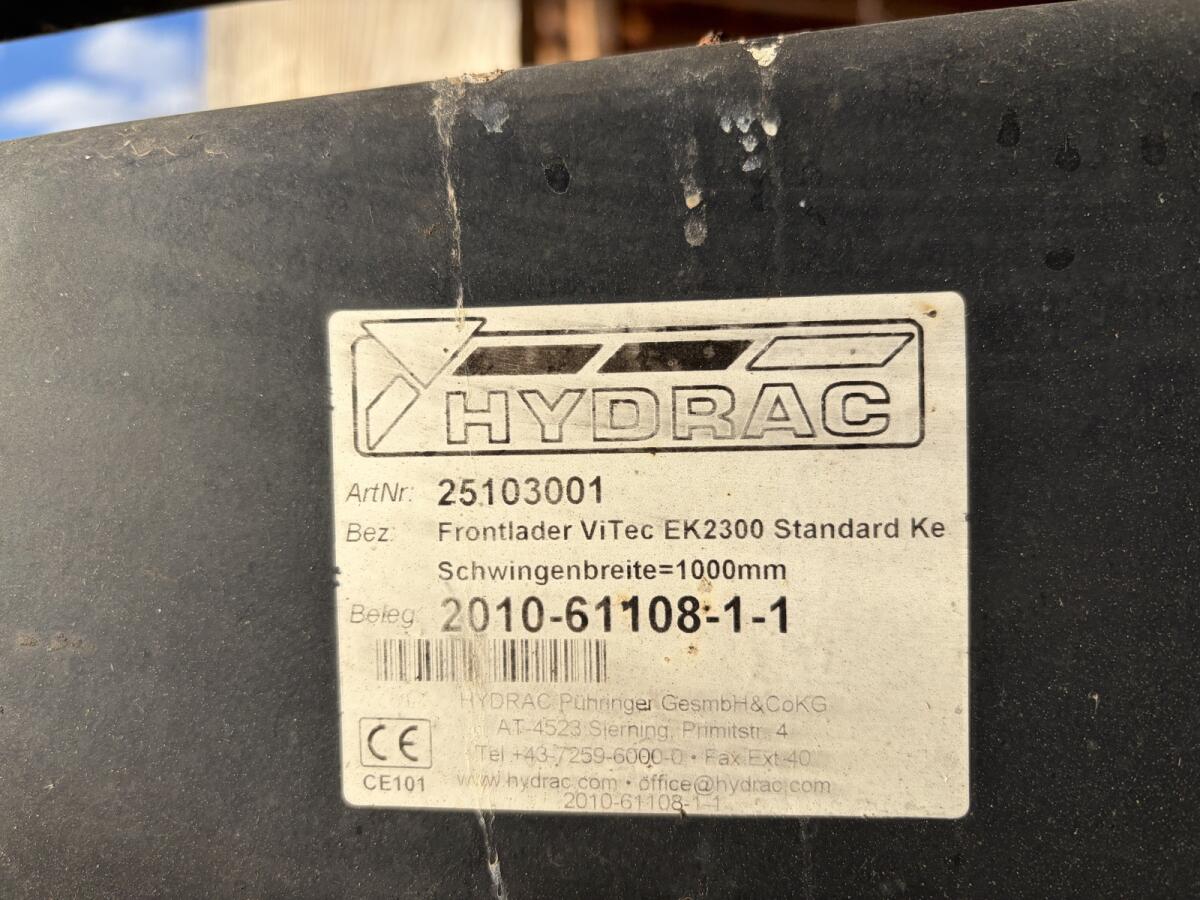 HYDRAC
ArtNr: 25103001
Bez: Frontlader ViTec EK2300 Standard Ke
Schwingenbreite=1000mm
Beleg: 2010-61108-1-1
HYDRAC Pühringer GesmbH&CoKG
AT-4523 Sierning, Primitstr. 4
Tel +43-7259-6000-0 • Fax Ext-40
www.hydrac.com • office@hydrac.com
2010-61108-1-1
CE
CE101